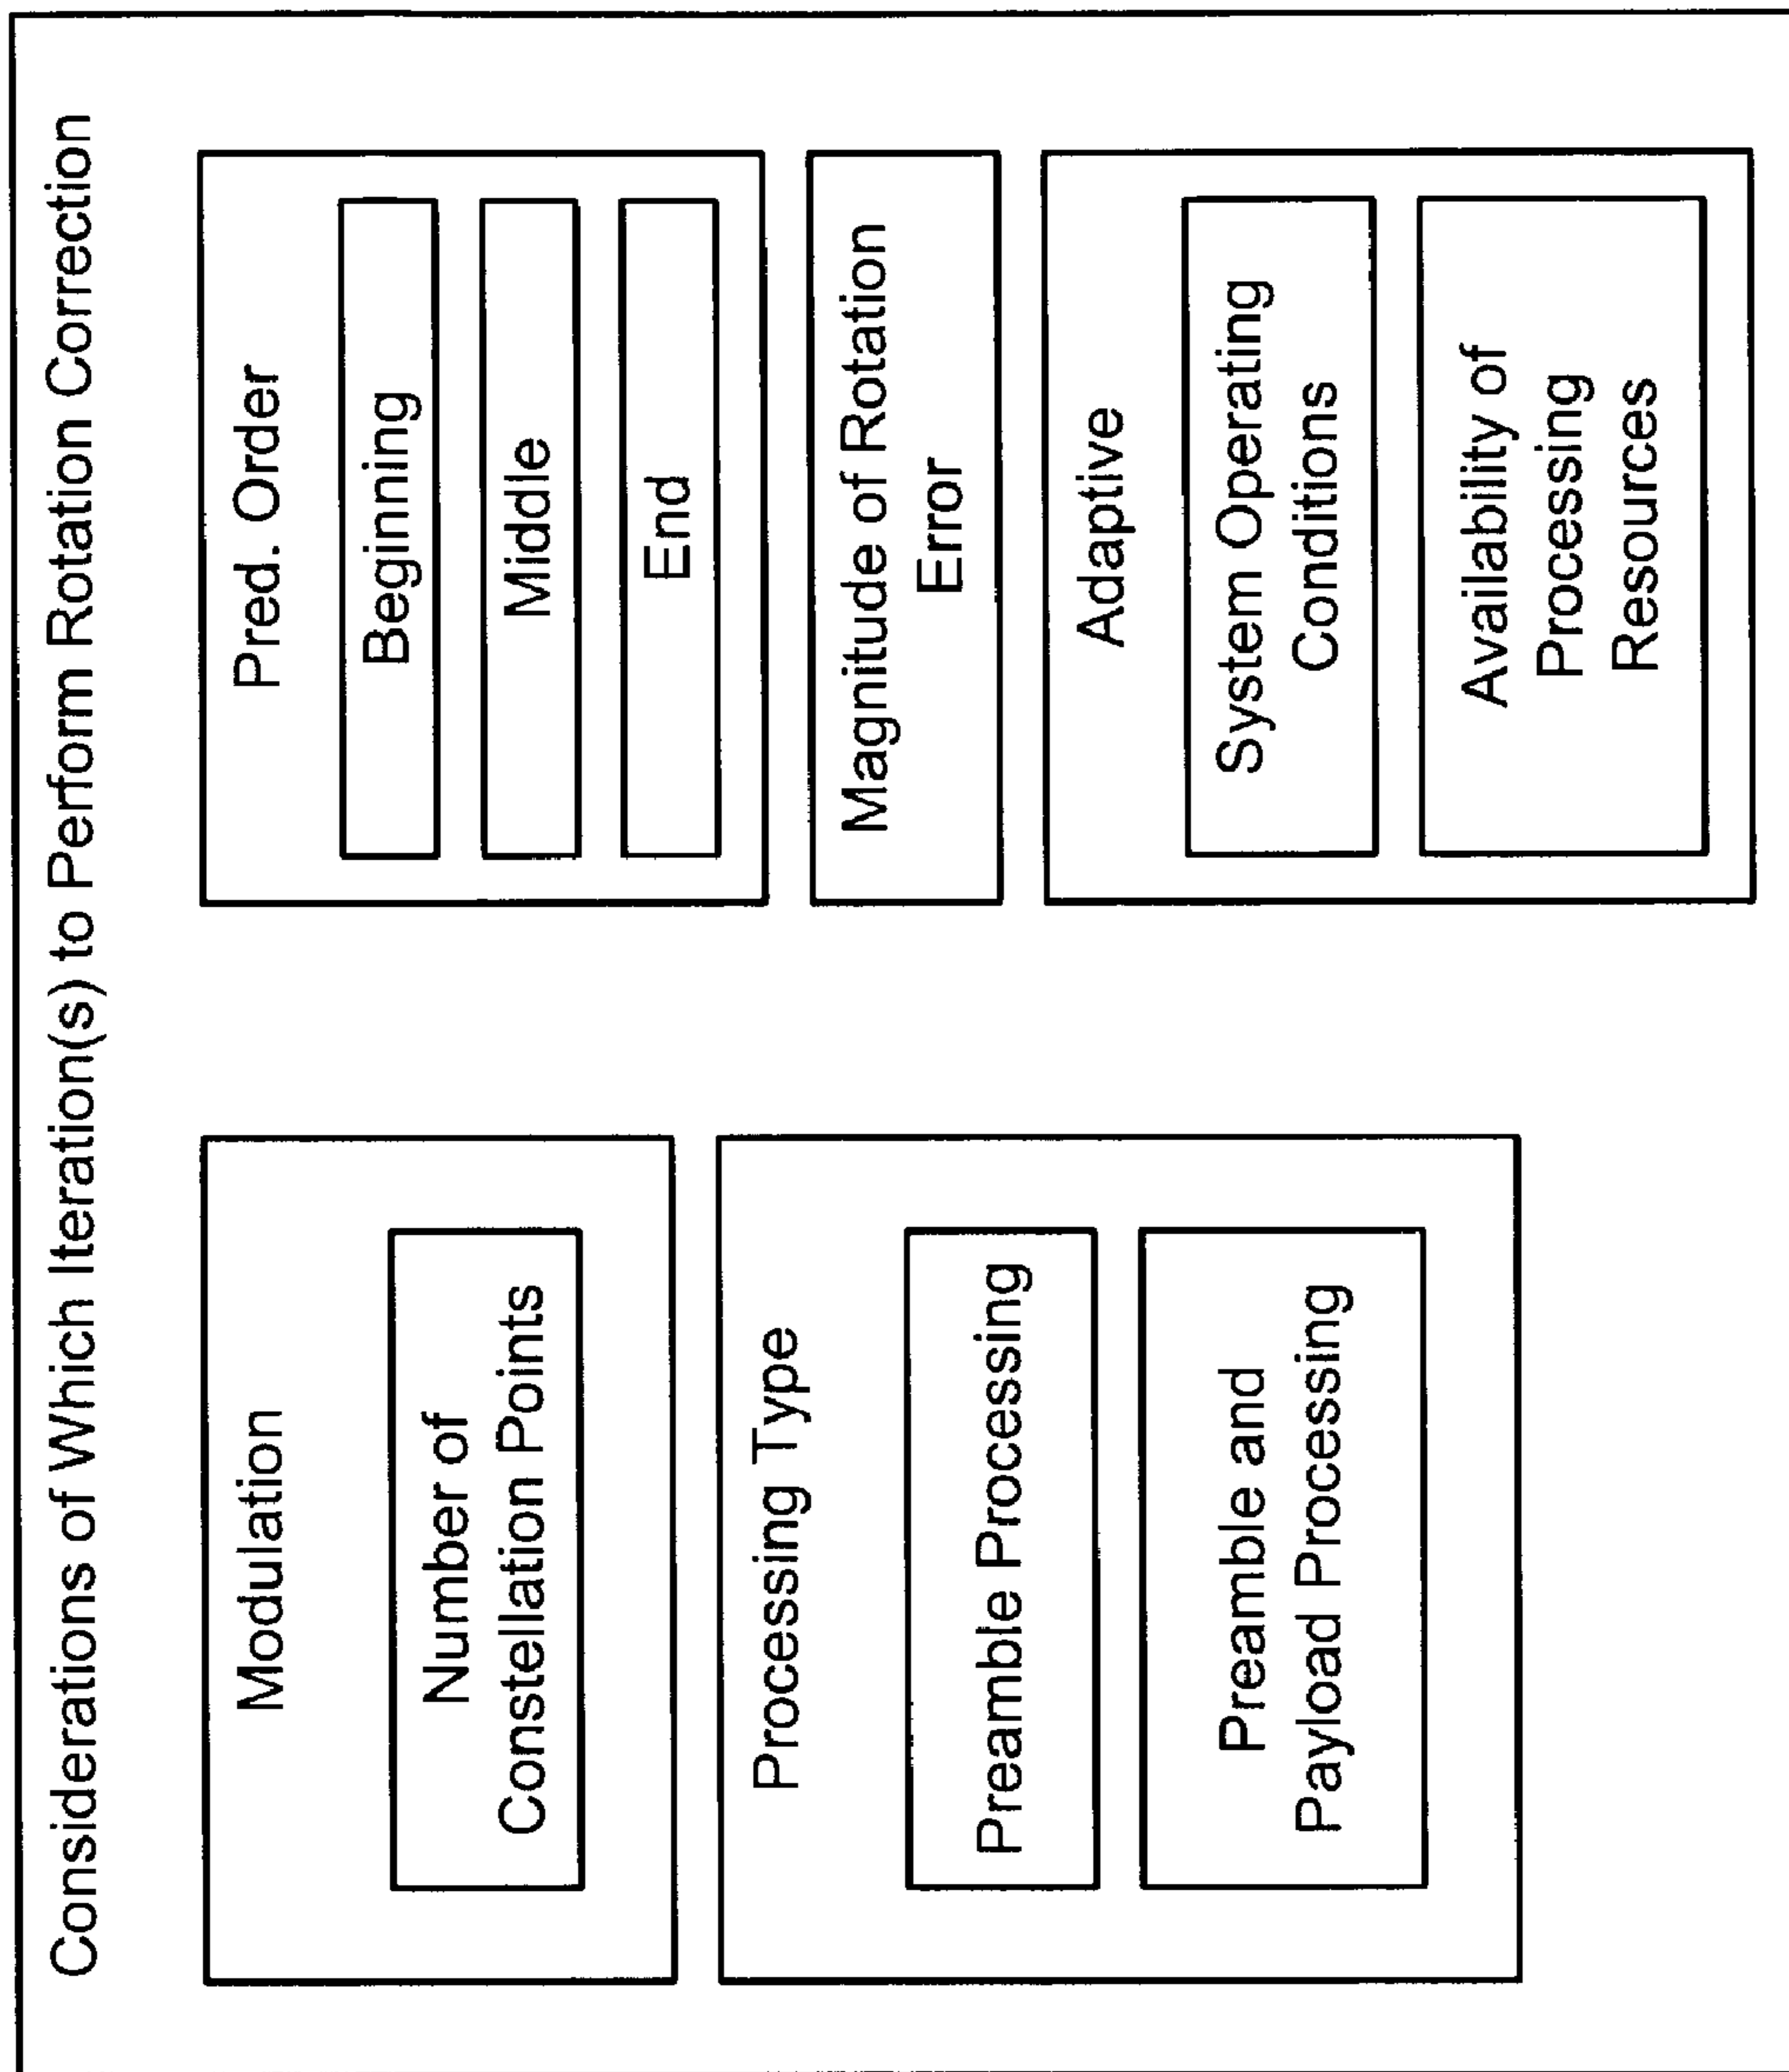 Considerations of Which Iteration(s) to Perform Rotation Correction
Modulation
Number of
Constellation Points
Processing Type
Preamble Processing
Preamble and
Payload Processing
Pred. Order
Beginning
Middle
End
Magnitude of Rotation
Error
Adaptive
System Operating
Conditions
Availability of
Processing
Resources